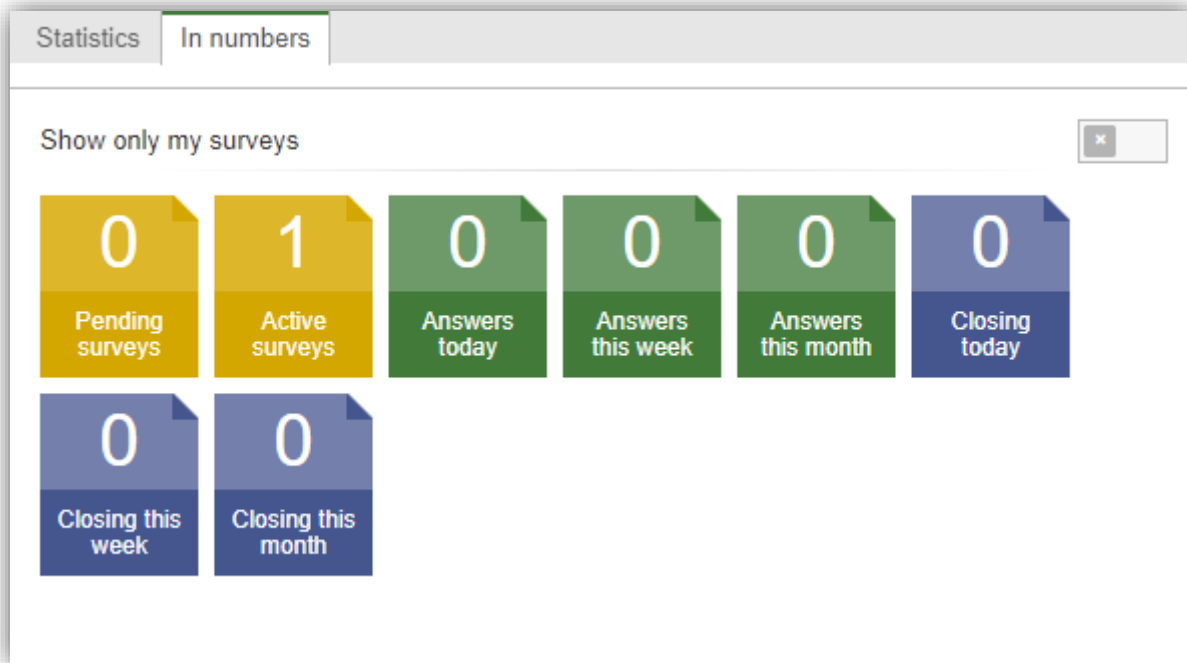 Statistics
In numbers
Show only my surveys
0
Pending
surveys
1
Active
surveys
0
Answers
today
0
Answers
this week
0
Answers
this month
0
Closing
today
0
Closing this
week
0
Closing this
month